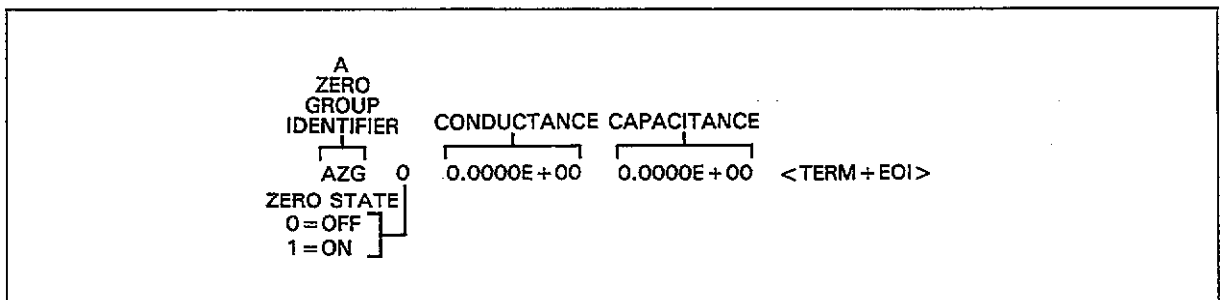 A
ZERO
GROUP
IDENTIFIER CONDUCTANCE CAPACITANCE
AZG 0 0.0000E+00 0.0000E+00 <TERM+EOI>
ZERO STATE
0=OFF
1=ON